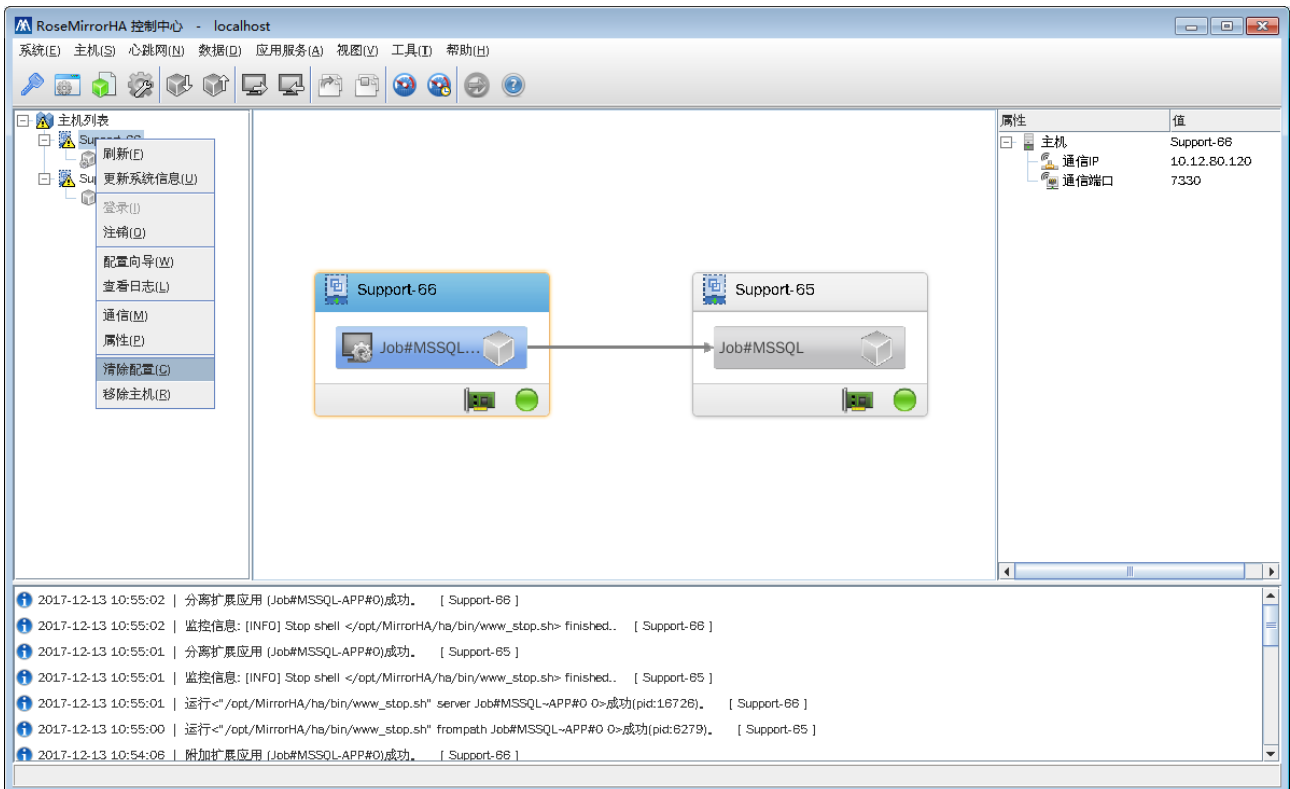 RoseMirrorHA 控制中心 - localhost
系统(E) 主机(S) 心跳网(N) 数据(D) 应用服务(A) 视图(V) 工具(T) 帮助(H)
主机列表
Support-66
刷新(F)
更新系统信息(U)
登录(I)
注销(O)
配置向导(W)
查看日志(L)
通信(M)
属性(P)
清除配置(C)
移除主机(R)
Support-66
Job#MSSQL...
Support-65
Job#MSSQL
属性 值
主机 Support-66
通信IP 10.12.80.120
通信端口 7330
2017-12-13 10:55:02 | 分离扩展应用 (Job#MSSQL-APP#0)成功。 [ Support-66 ]
2017-12-13 10:55:02 | 监控信息: [INFO] Stop shell </opt/MirrorHA/ha/bin/www_stop.sh> finished.. [ Support-66 ]
2017-12-13 10:55:01 | 分离扩展应用 (Job#MSSQL-APP#0)成功。 [ Support-65 ]
2017-12-13 10:55:01 | 监控信息: [INFO] Stop shell </opt/MirrorHA/ha/bin/www_stop.sh> finished.. [ Support-65 ]
2017-12-13 10:55:01 | 运行<"/opt/MirrorHA/ha/bin/www_stop.sh" server Job#MSSQL~APP#0 0>成功(pid:16726)。 [ Support-66 ]
2017-12-13 10:55:00 | 运行<"/opt/MirrorHA/ha/bin/www_stop.sh" frompath Job#MSSQL~APP#0 0>成功(pid:6279)。 [ Support-65 ]
2017-12-13 10:54:06 | 附加扩展应用 (Job#MSSQL-APP#0)成功。 [ Support-66 ]